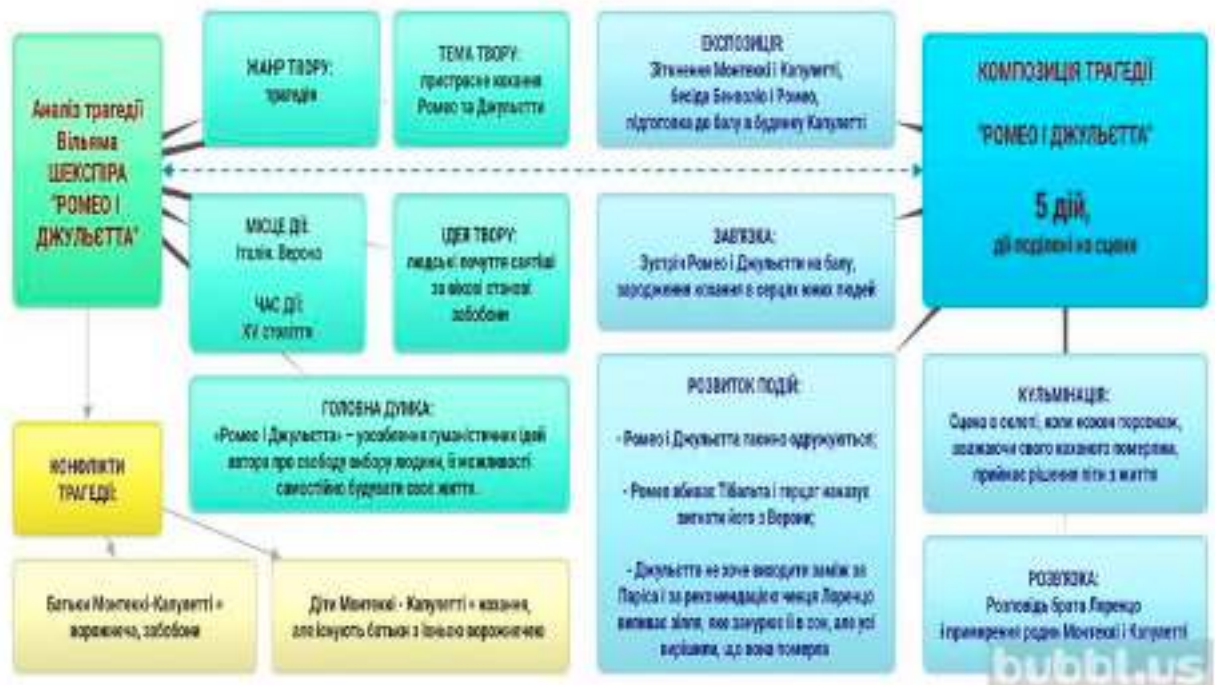 Аналіз трагедії
Вільяма
ШЕКСПІРА
"РОМЕО І
ДЖУЛЬЄТТА"
ЖАНР ТВОРУ:
трагедія
ТЕМА ТВОРУ:
пристрасне кохання
Ромео та Джульєтти
МІСЦЕ ДІЇ:
Італія. Верона
ЧАС ДІЇ:
XV століття
ІДЕЯ ТВОРУ:
людські почуття святіші
за вікові станові
забобони
ГОЛОВНА ДУМКА:
«Ромео і Джульєтта» – уособлення гуманістичних ідей
автора про свободу вибору людини, її можливості
самостійно будувати своє життя.
КОНФЛІКТИ
ТРАГЕДІЇ:
Батьки Монтеккі-Капулетті =
ворожнеча, забобони
Діти Монтеккі - Капулетті = кохання,
але існують батьки з їхньою ворожнечею
ЕКСПОЗИЦІЯ:
Зіткнення Монтеккі і Капулетті,
бесіда Бенволіо і Ромео,
підготовка до балу в будинку Капулетті
ЗАВ'ЯЗКА:
Зустріч Ромео і Джульєтти на балу,
зародження кохання в серцях юних людей
РОЗВИТОК ПОДІЙ:
- Ромео і Джульєтта таємно одружуються;
- Ромео вбиває Тібальта і герцог наказує
вигнати його з Верони;
- Джульєтта не хоче виходити заміж за
Паріса і за рекомендацією ченця Лоренцо
випиває зілля, яке занурює її в сон, але усі
вирішили, що вона померла
КОМПОЗИЦІЯ ТРАГЕДІЇ
"РОМЕО І ДЖУЛЬЄТТА"
5 дій,
дії поділені на сцени
КУЛЬМІНАЦІЯ:
Сцена в склепі, коли кожен персонаж,
вважаючи свого коханого померлим,
приймає рішення піти з життя
РОЗВ'ЯЗКА:
Розповідь брата Лоренцо
і примирення родин Монтеккі і Капулетті
bubbl.us